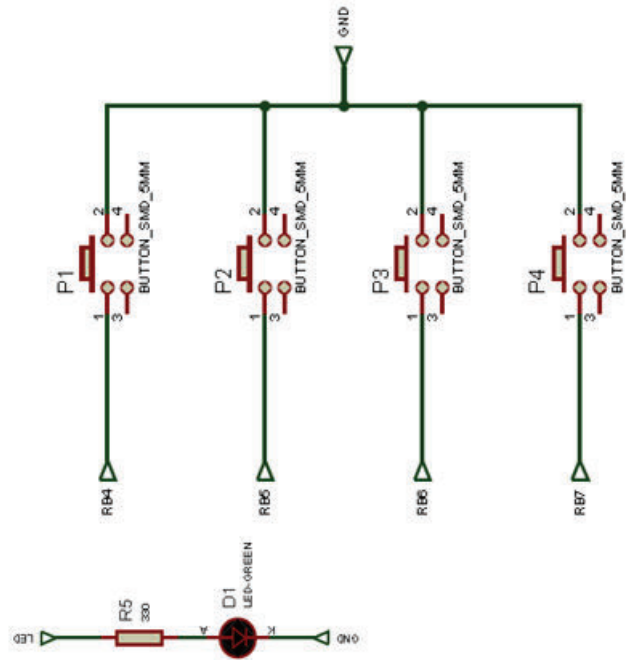 GND
P1
1
2
3
4
BUTTON_SMD_5MM
RB4
P2
1
2
3
4
BUTTON_SMD_5MM
RB5
P3
1
2
3
4
BUTTON_SMD_5MM
RB6
P4
1
2
3
4
BUTTON_SMD_5MM
RB7
LED
R5
330
A
D1
LED-GREEN
K
GND